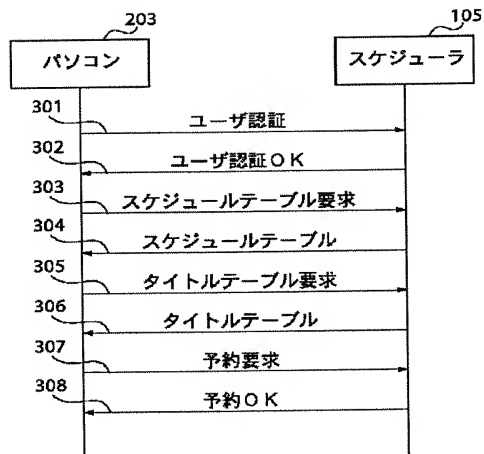 203
105
パソコン
スケジューラ
301
ユーザ認証
302
ユーザ認証OK
303
スケジュールテーブル要求
304
スケジュールテーブル
305
タイトルテーブル要求
306
タイトルテーブル
307
予約要求
308
予約OK